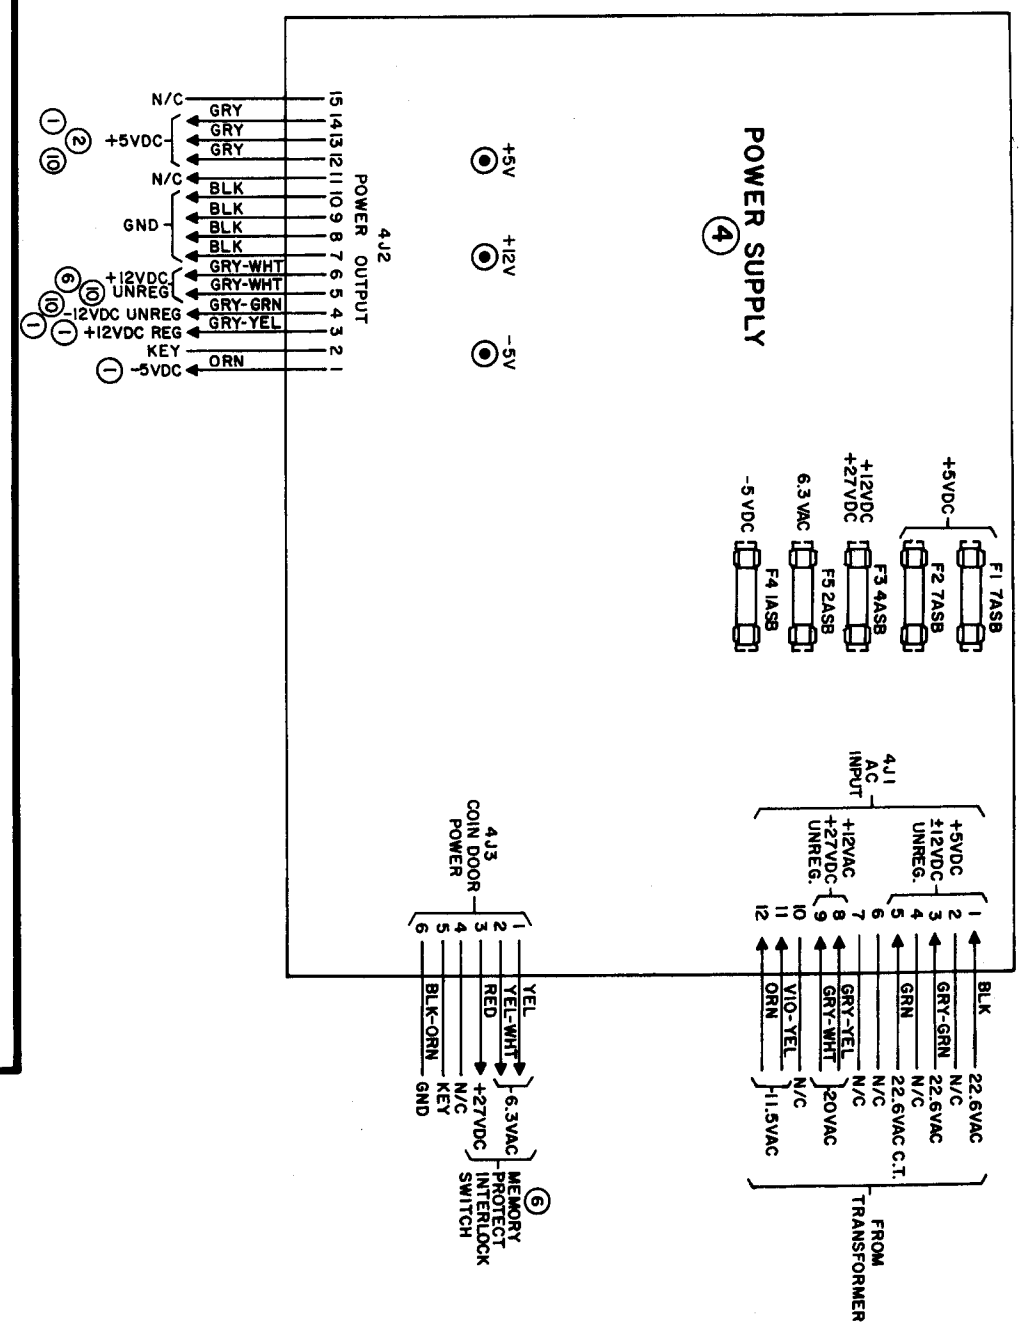 POWER SUPPLY
4
+5V
+12V
-5V
4J2
POWER OUTPUT
15
N/C
14
GRY
13
GRY
12
GRY
+5VDC
1
2
10
11
N/C
10
BLK
9
BLK
8
BLK
7
BLK
GND
6
GRY-WHT
5
GRY-WHT
+12VDC
UNREG
6
10
4
GRY-GRN
-12VDC UNREG
10
1
3
GRY-YEL
+12VDC REG
1
2
KEY
1
ORN
-5VDC
1
+5VDC
F1 7ASB
F2 7ASB
+12VDC
+27VDC
F3 4ASB
6.3 VAC
F5 2ASB
-5 VDC
F4 1ASB
4J1
AC
INPUT
+5VDC
±12VDC
UNREG.
+12VAC
+27VDC
UNREG.
1
BLK
22.6VAC
2
N/C
3
GRY-GRN
22.6VAC
4
N/C
5
GRN
22.6VAC C.T.
6
N/C
7
N/C
8
GRY-YEL
9
GRY-WHT
20VAC
10
N/C
11
VIO-YEL
12
ORN
11.5VAC
FROM
TRANSFORMER
4J3
COIN DOOR
POWER
1
YEL
2
YEL-WHT
6.3VAC
3
RED
+27VDC
4
N/C
5
KEY
6
BLK-ORN
GND
6
MEMORY
PROTECT
INTERLOCK
SWITCH